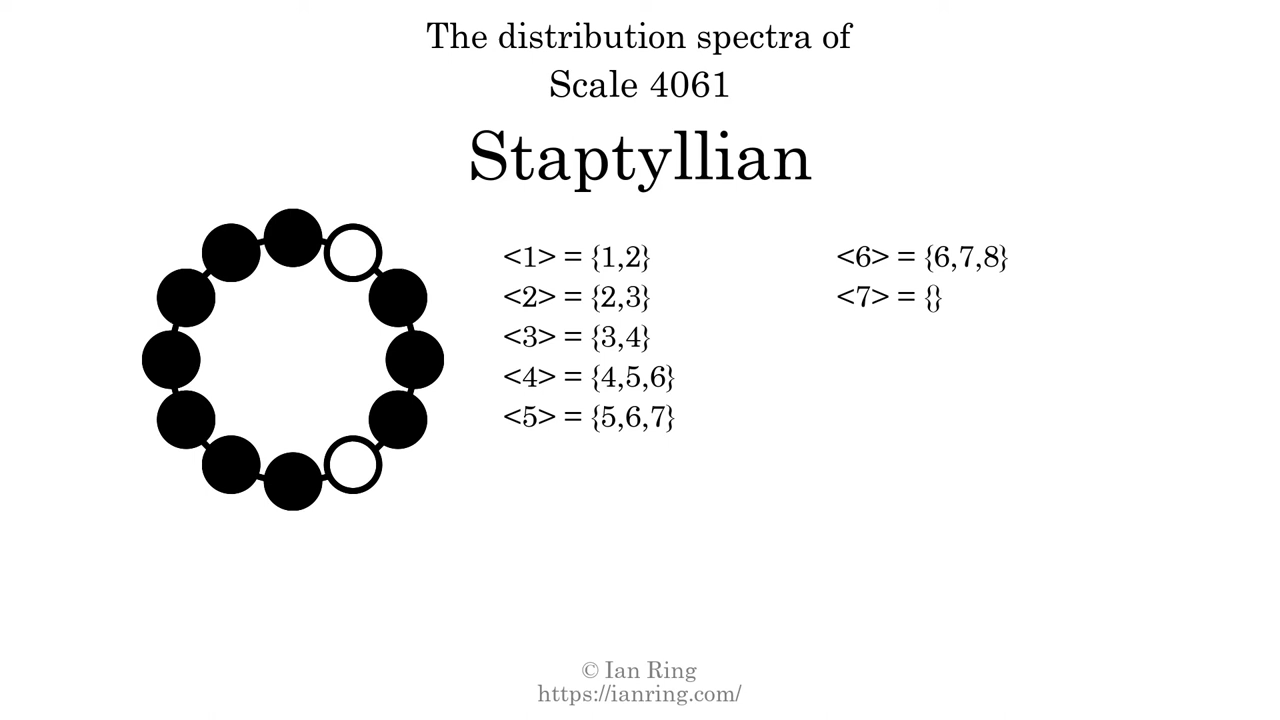 The distribution spectra of
Scale 4061
Staptyllian
<1> = {1,2}
<2> = {2,3}
<3> = {3,4}
<4> = {4,5,6}
<5> = {5,6,7}
<6> = {6,7,8}
<7> = {}
© Ian Ring
https://ianring.com/